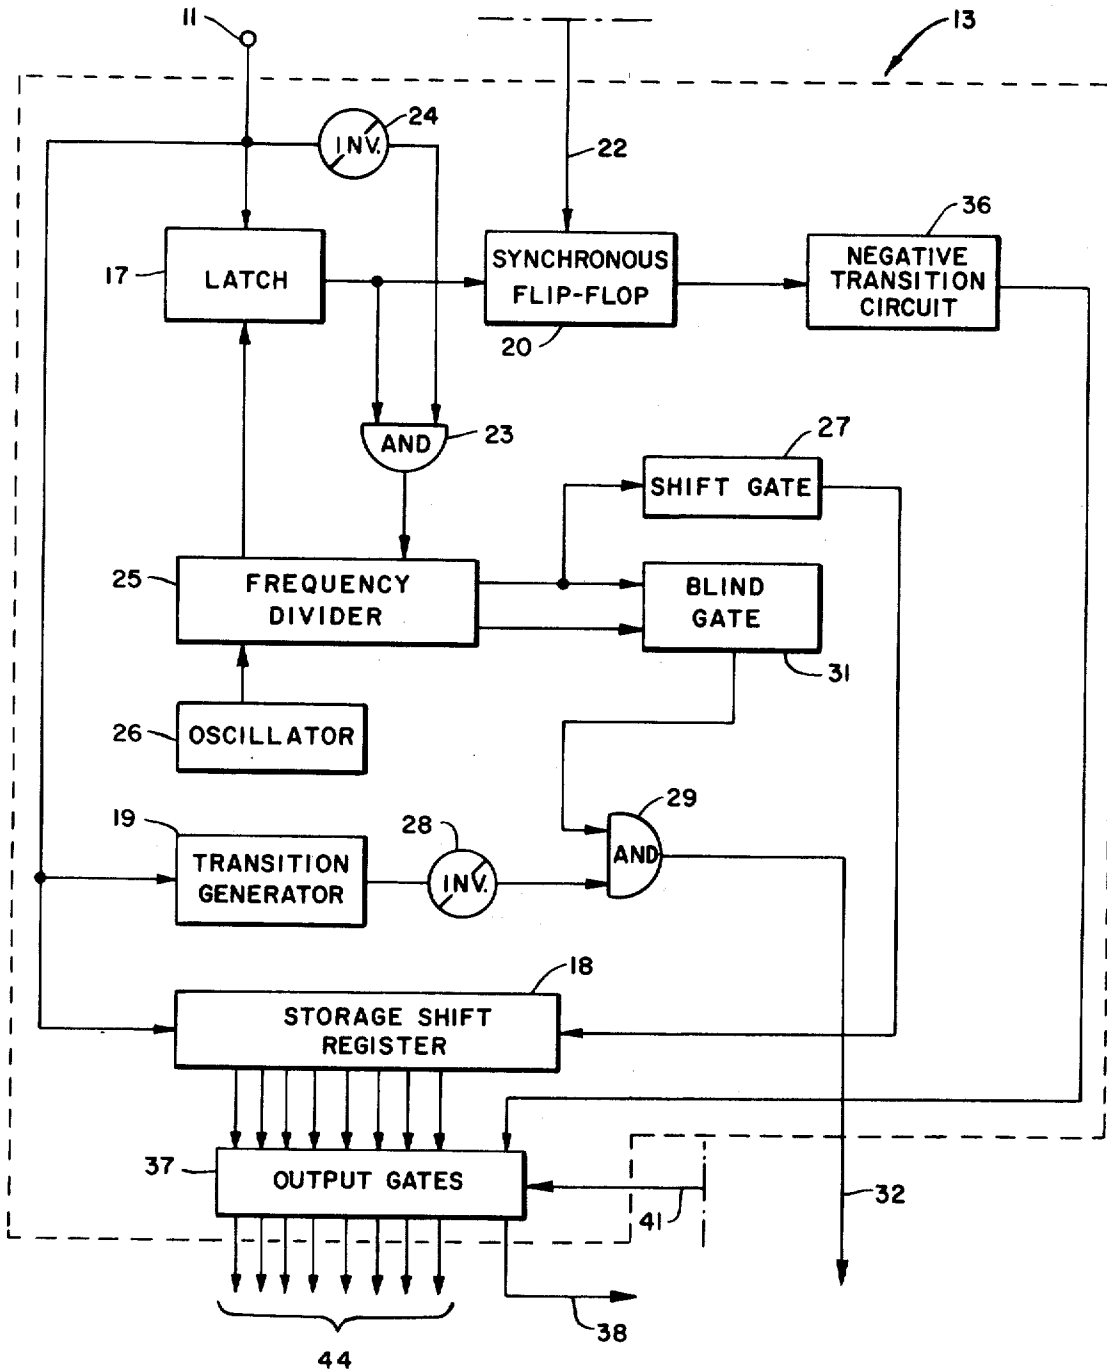 11
13
24
INV.
22
36
17
LATCH
SYNCHRONOUS
FLIP-FLOP
20
NEGATIVE
TRANSITION
CIRCUIT
AND
23
27
SHIFT GATE
25
FREQUENCY
DIVIDER
BLIND
GATE
31
26
OSCILLATOR
19
TRANSITION
GENERATOR
28
INV.
29
AND
18
STORAGE SHIFT
REGISTER
37
OUTPUT GATES
41
32
38
44